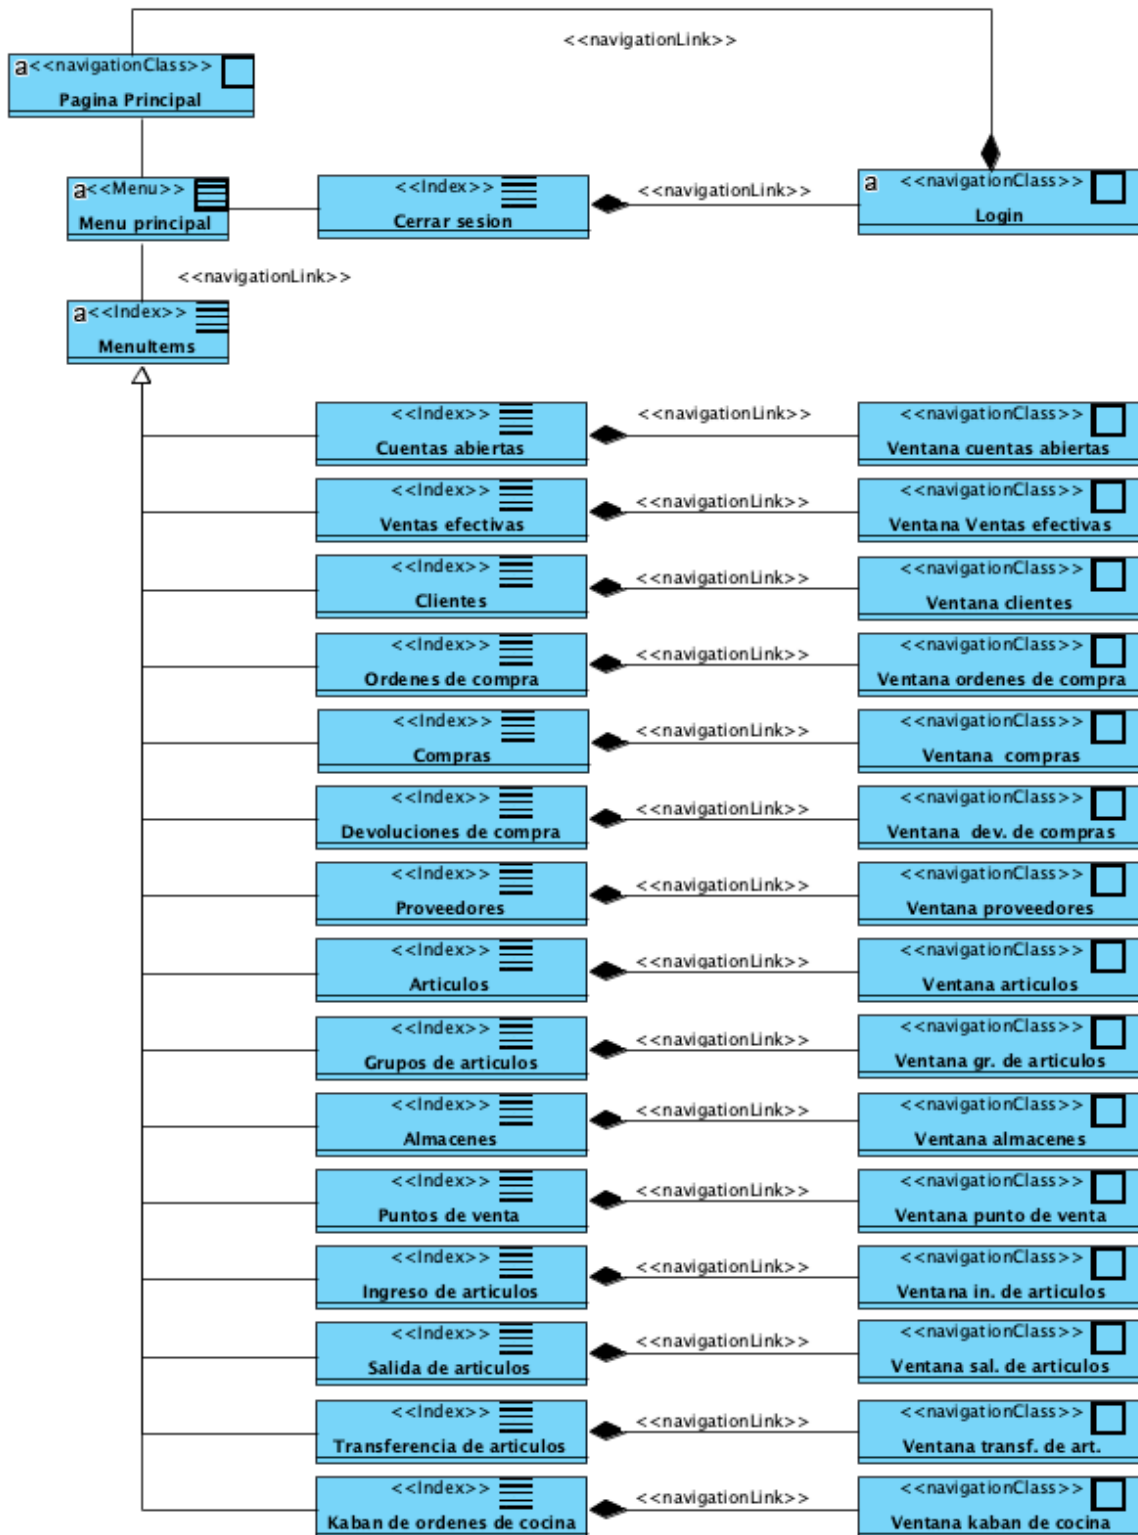 <<navigationLink>>
a <<navigationClass>>
Pagina Principal
a <<Menu>>
Menu principal
<<Index>>
Cerrar sesion
<<navigationLink>>
a <<navigationClass>>
Login
<<navigationLink>>
a <<Index>>
MenuItems
<<Index>>
Cuentas abiertas
<<navigationLink>>
<<navigationClass>>
Ventana cuentas abiertas
<<Index>>
Ventas efectivas
<<navigationLink>>
<<navigationClass>>
Ventana Ventas efectivas
<<Index>>
Clientes
<<navigationLink>>
<<navigationClass>>
Ventana clientes
<<Index>>
Ordenes de compra
<<navigationLink>>
<<navigationClass>>
Ventana ordenes de compra
<<Index>>
Compras
<<navigationLink>>
<<navigationClass>>
Ventana compras
<<Index>>
Devoluciones de compra
<<navigationLink>>
<<navigationClass>>
Ventana dev. de compras
<<Index>>
Proveedores
<<navigationLink>>
<<navigationClass>>
Ventana proveedores
<<Index>>
Articulos
<<navigationLink>>
<<navigationClass>>
Ventana articulos
<<Index>>
Grupos de articulos
<<navigationLink>>
<<navigationClass>>
Ventana gr. de articulos
<<Index>>
Almacenes
<<navigationLink>>
<<navigationClass>>
Ventana almacenes
<<Index>>
Puntos de venta
<<navigationLink>>
<<navigationClass>>
Ventana punto de venta
<<Index>>
Ingreso de articulos
<<navigationLink>>
<<navigationClass>>
Ventana in. de articulos
<<Index>>
Salida de articulos
<<navigationLink>>
<<navigationClass>>
Ventana sal. de articulos
<<Index>>
Transferencia de articulos
<<navigationLink>>
<<navigationClass>>
Ventana transf. de art.
<<Index>>
Kaban de ordenes de cocina
<<navigationLink>>
<<navigationClass>>
Ventana kaban de cocina